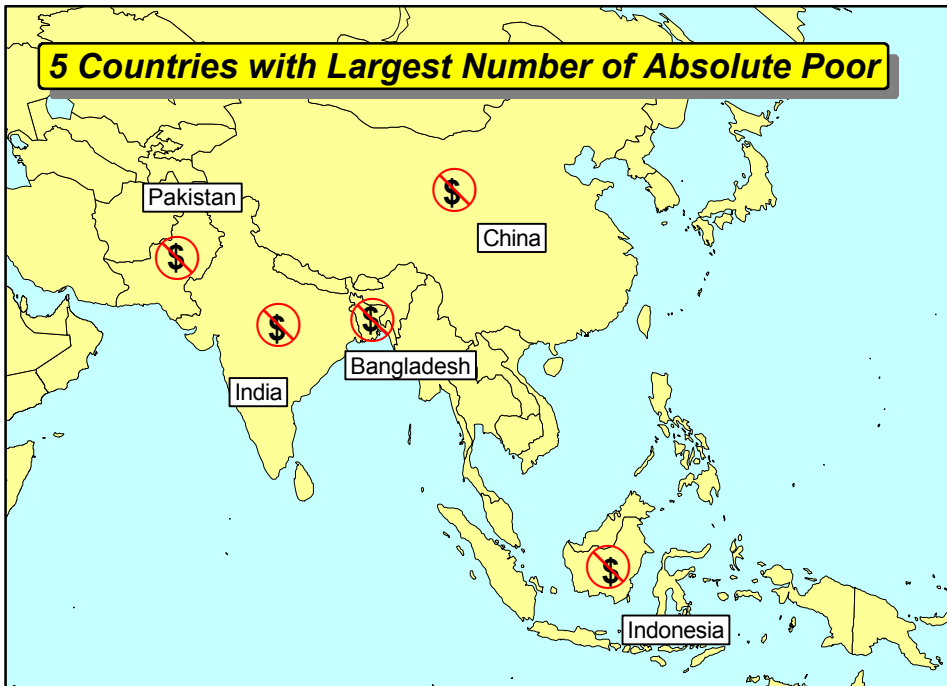 5 Countries with Largest Number of Absolute Poor
$
Pakistan
China
$
$
$
Bangladesh
India
$
Indonesia